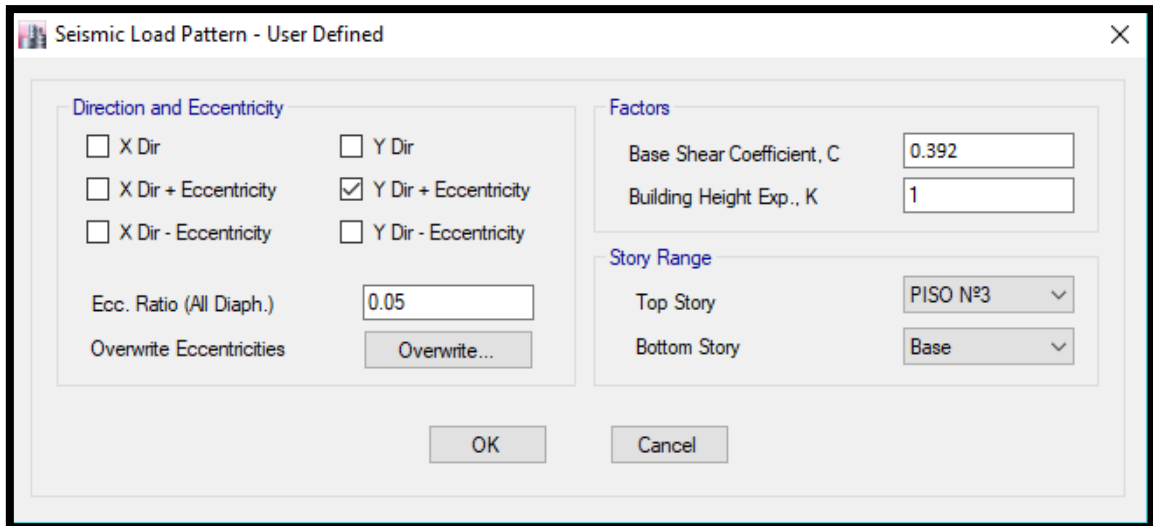 Seismic Load Pattern - User Defined
Direction and Eccentricity
X Dir
Y Dir
X Dir + Eccentricity
Y Dir + Eccentricity
X Dir - Eccentricity
Y Dir - Eccentricity
Ecc. Ratio (All Diaph.)
0.05
Overwrite Eccentricities
Overwrite...
Factors
Base Shear Coefficient, C
0.392
Building Height Exp., K
1
Story Range
Top Story
PISO Nº3
Bottom Story
Base
OK
Cancel